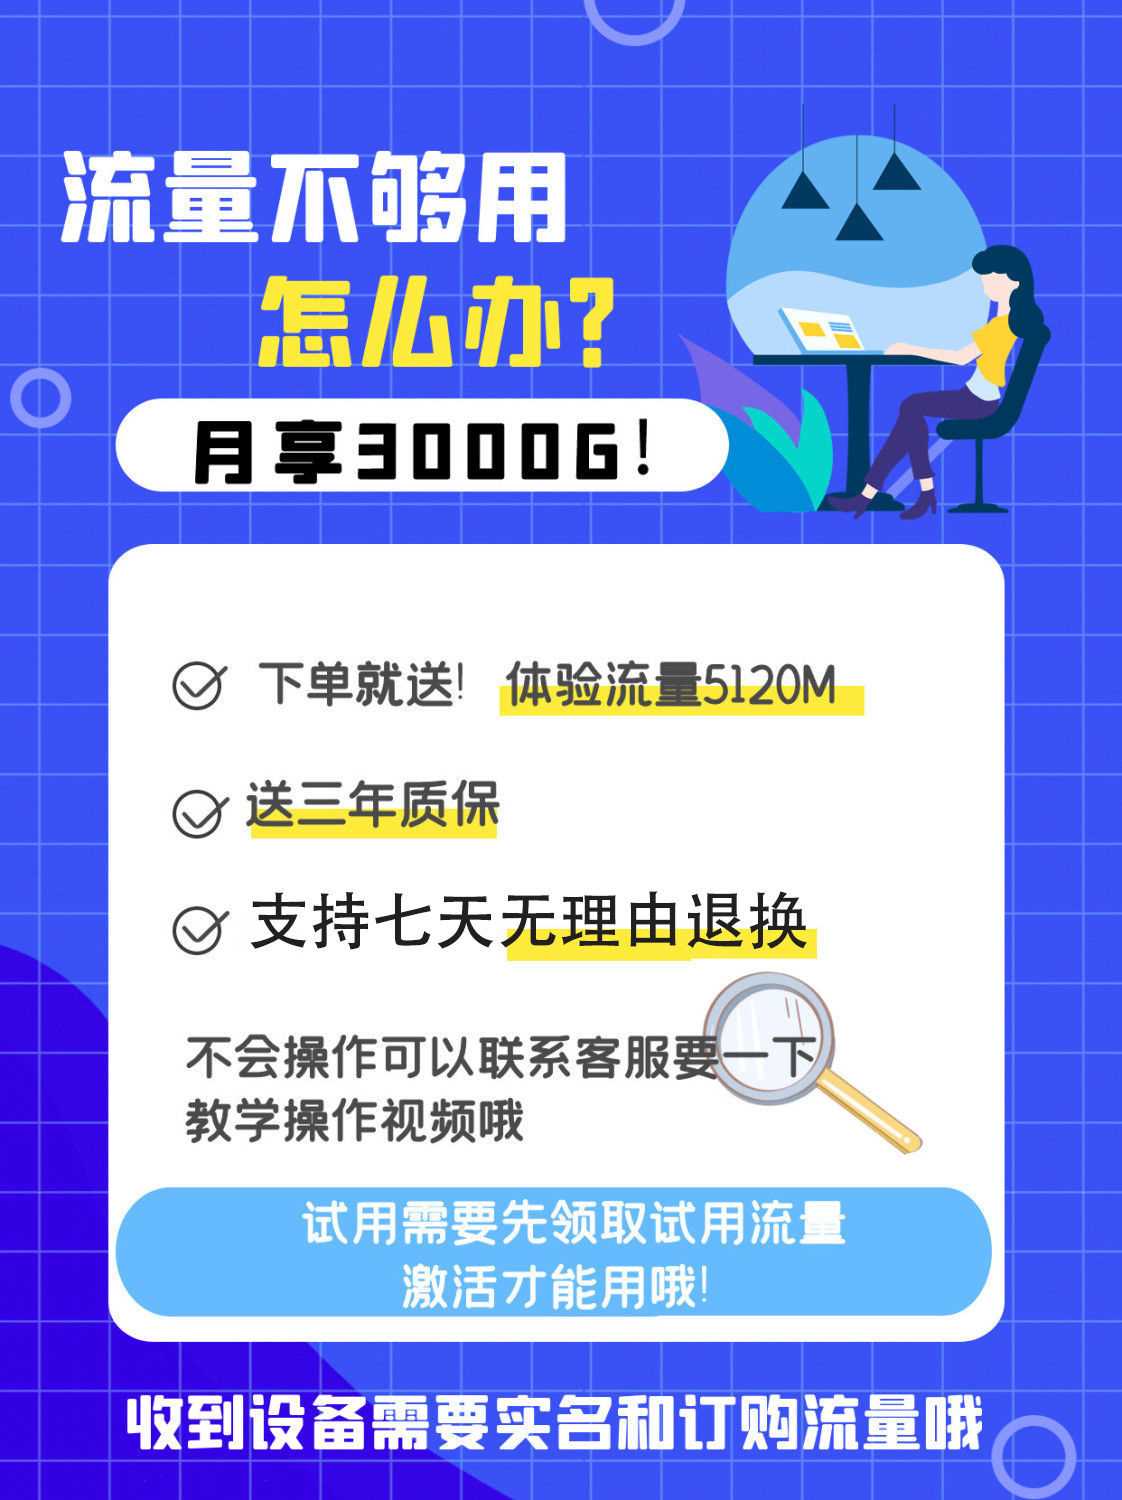 流量不够用
怎么办?
月享3000G!
下单就送! 体验流量5120M
送三年质保
支持七天无理由退换
不会操作可以联系客服要一下
教学操作视频哦
试用需要先领取试用流量
激活才能用哦!
收到设备需要实名和订购流量哦